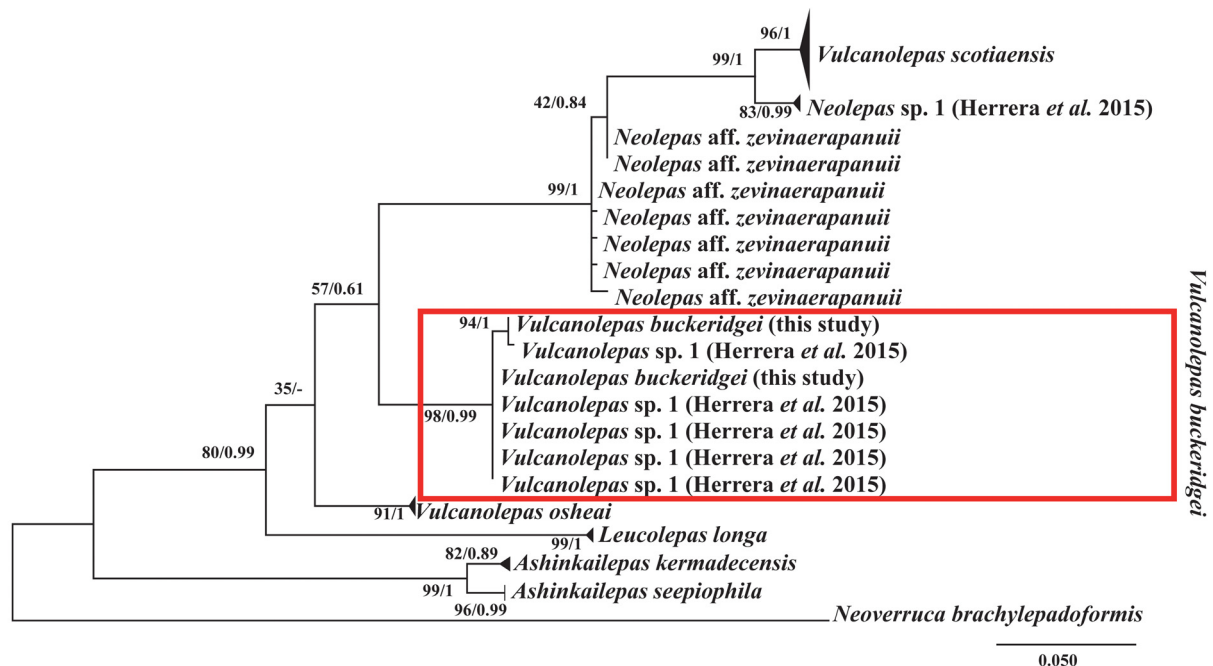 96/1
Vulcanolepas scotiaensis
99/1
83/0.99
Neolepas sp. 1 (Herrera et al. 2015)
42/0.84
Neolepas aff. zevinaerapanuii
Neolepas aff. zevinaerapanuii
99/1
Neolepas aff. zevinaerapanuii
Neolepas aff. zevinaerapanuii
Neolepas aff. zevinaerapanuii
Neolepas aff. zevinaerapanuii
57/0.61
Neolepas aff. zevinaerapanuii
94/1
Vulcanolepas buckeridgei (this study)
Vulcanolepas sp. 1 (Herrera et al. 2015)
Vulcanolepas buckeridgei (this study)
35/-
98/0.99
Vulcanolepas sp. 1 (Herrera et al. 2015)
Vulcanolepas sp. 1 (Herrera et al. 2015)
80/0.99
Vulcanolepas sp. 1 (Herrera et al. 2015)
Vulcanolepas sp. 1 (Herrera et al. 2015)
Vulcanolepas buckeridgei
91/1
Vulcanolepas osheai
99/1
Leucolepas longa
82/0.89
Ashinkailepas kermadecensis
99/1
96/0.99
Ashinkailepas seepiophila
Neoverruca brachylepadoformis
0.050